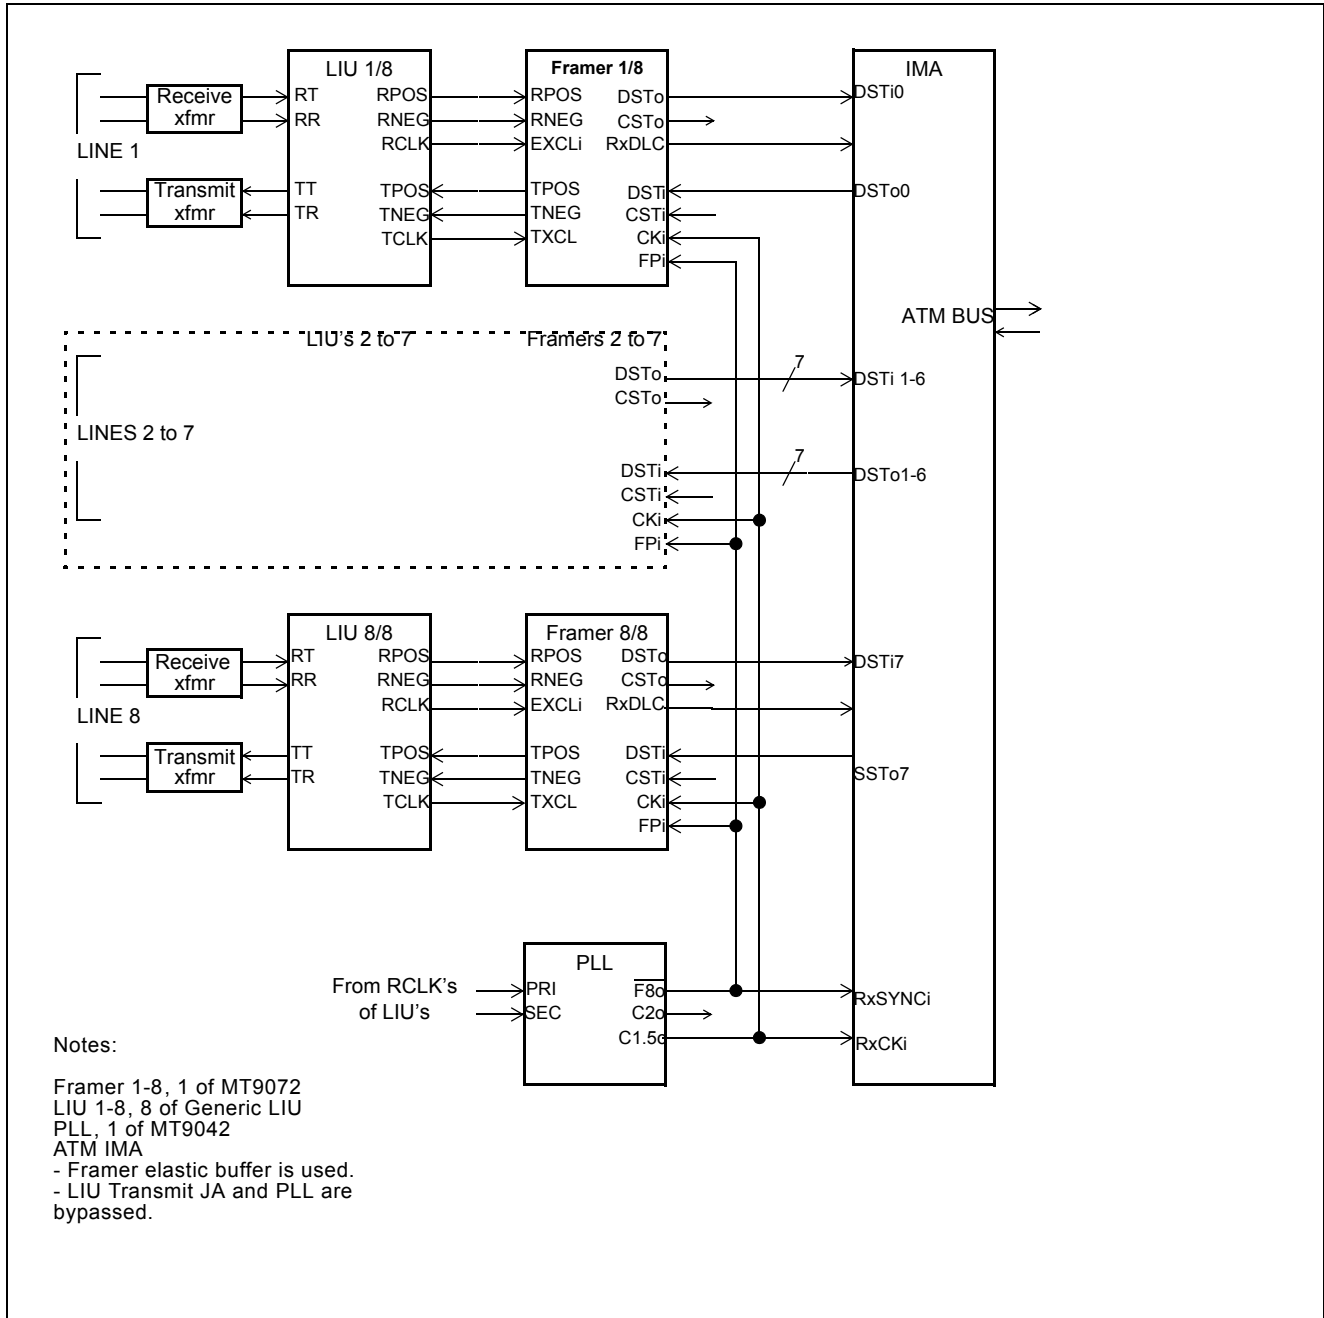 LIU 1/8 Framer 1/8 IMA
Receive xfmr RT RPOS RPOS DSTo DSTi0
RR RNEG RNEG CSTo
LINE 1 RCLK EXCLi RxDLC
Transmit xfmr TT TPOS TPOS DSTi DSTo0
TR TNEG TNEG CSTi
TCLK TXCL CKi
FPi
ATM BUS
LIU's 2 to 7 Framers 2 to 7
DSTo 7 DSTi 1-6
CSTo
LINES 2 to 7
DSTi 7 DSTo1-6
CSTi
CKi
FPi
LIU 8/8 Framer 8/8
Receive xfmr RT RPOS RPOS DSTo DSTi7
RR RNEG RNEG CSTo
LINE 8 RCLK EXCLi RxDLC
Transmit xfmr TT TPOS TPOS DSTi
TR TNEG TNEG CSTi SSTo7
TCLK TXCL CKi
FPi
PLL
From RCLK's PRI F8o RxSYNCi
of LIU's SEC C2o
C1.5o RxCKi
Notes:
Framer 1-8, 1 of MT9072
LIU 1-8, 8 of Generic LIU
PLL, 1 of MT9042
ATM IMA
- Framer elastic buffer is used.
- LIU Transmit JA and PLL are
bypassed.